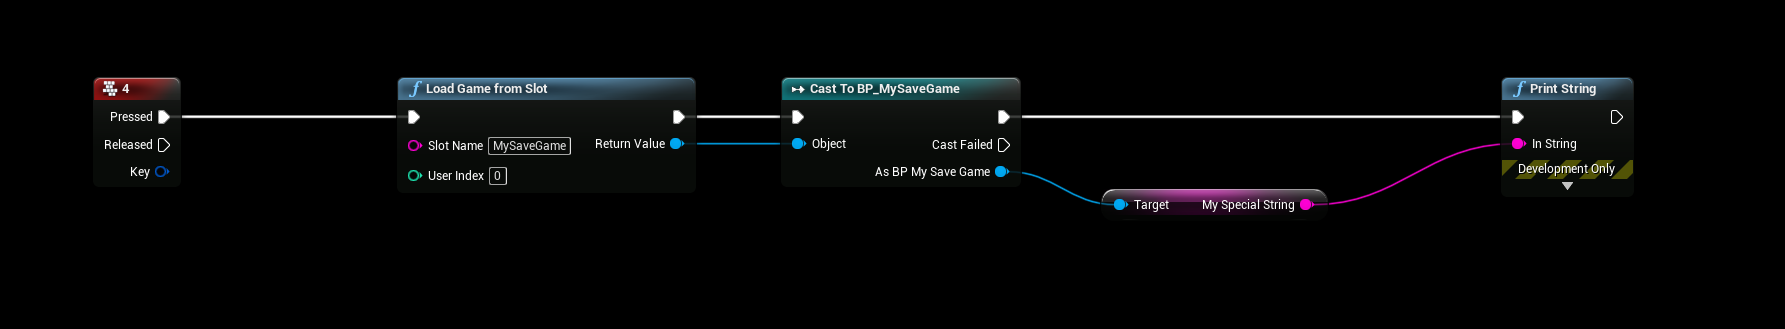 4
Pressed
Released
Key
Load Game from Slot
Slot Name MySaveGame
Return Value
User Index 0
Cast To BP_MySaveGame
Object
Cast Failed
As BP My Save Game
Target My Special String
Print String
In String
Development Only